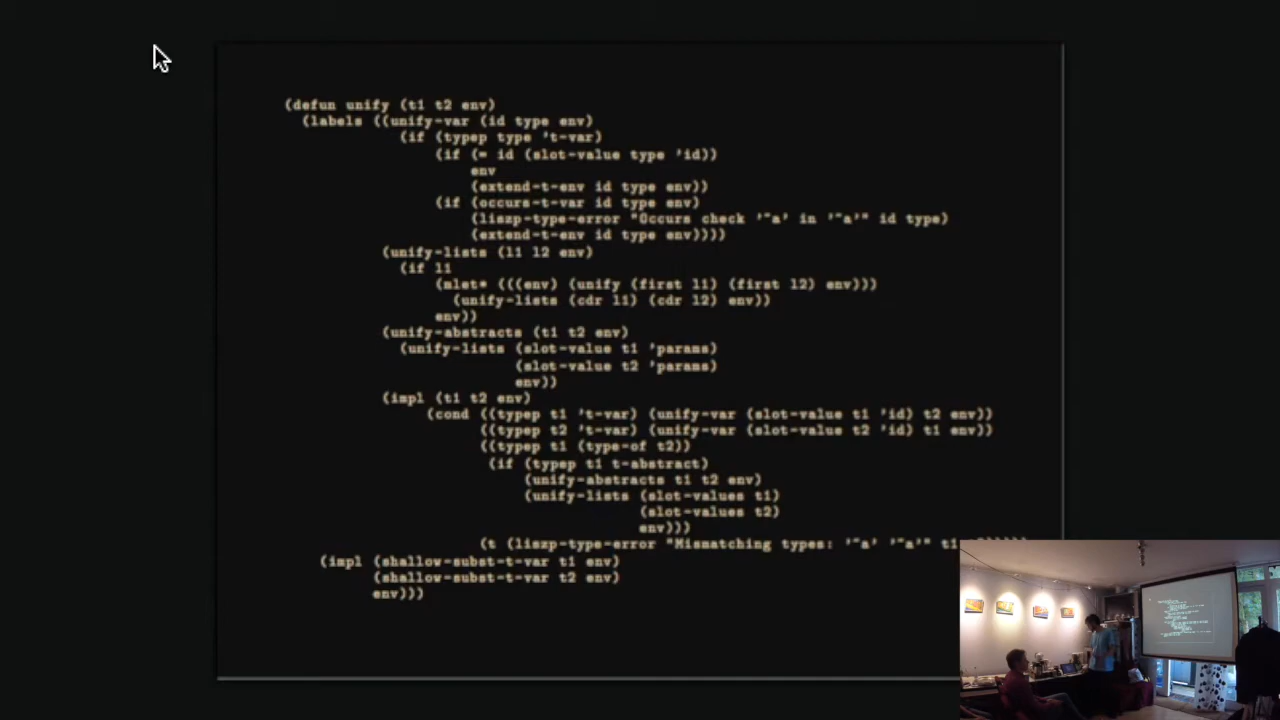 (defun unify (t1 t2 env)
(labels ((unify-var (id type env)
(if (typep type 't-var)
(if (= id (slot-value type 'id))
env
(extend-t-env id type env))
(if (occurs-t-var id type env)
(liszp-type-error "Occurs check '~a' in '~a'" id type)
(extend-t-env id type env))))
(unify-lists (l1 l2 env)
(if l1
(mlet* (((env) (unify (first l1) (first l2) env)))
(unify-lists (cdr l1) (cdr l2) env))
env))
(unify-abstracts (t1 t2 env)
(unify-lists (slot-value t1 'params)
(slot-value t2 'params)
env))
(impl (t1 t2 env)
(cond ((typep t1 't-var) (unify-var (slot-value t1 'id) t2 env))
((typep t2 't-var) (unify-var (slot-value t2 'id) t1 env))
((typep t1 (type-of t2))
(if (typep t1 t-abstract)
(unify-abstracts t1 t2 env)
(unify-lists (slot-values t1)
(slot-values t2)
env)))
(t (liszp-type-error "Mismatching types: '~a' '~a'" t1
(impl (shallow-subst-t-var t1 env)
(shallow-subst-t-var t2 env)
env)))